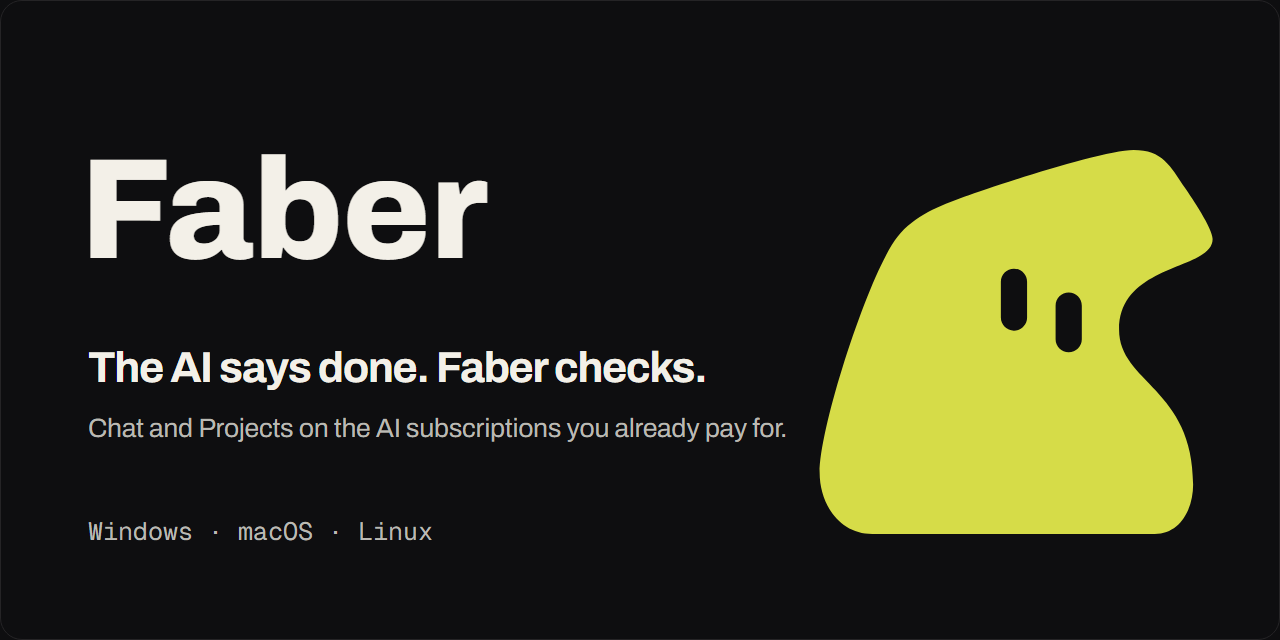 Faber
The AI says done. Faber checks.
Chat and Projects on the AI subscriptions you already pay for.
Windows · macOS · Linux